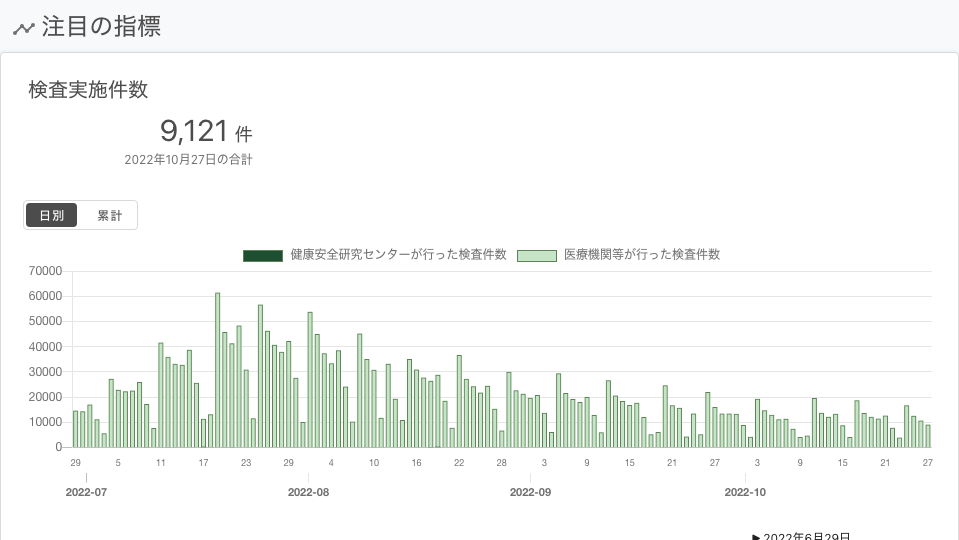 注目の指標
検査実施件数
9,121 件
2022年10月27日の合計
日別 累計
健康安全研究センターが行った検査件数 医療機関等が行った検査件数
70000
60000
50000
40000
30000
20000
10000
0
29 5 11 17 23 29 4 10 16 22 28 3 9 15 21 27 3 9 15 21 27
2022-07 2022-08 2022-09 2022-10
▶ 2022年6月29日